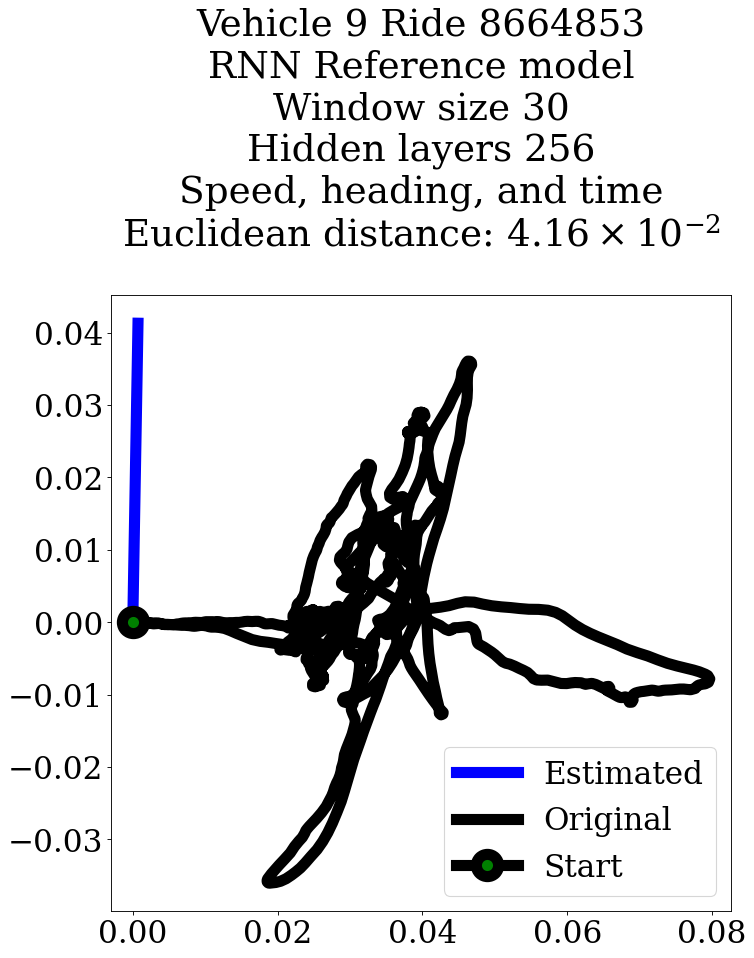 Vehicle 9 Ride 8664853
RNN Reference model
Window size 30
Hidden layers 256
Speed, heading, and time
Euclidean distance: 4.16 × 10⁻²
0.04
0.03
0.02
0.01
0.00
−0.01
−0.02
−0.03
Estimated
Original
Start
0.00 0.02 0.04 0.06 0.08